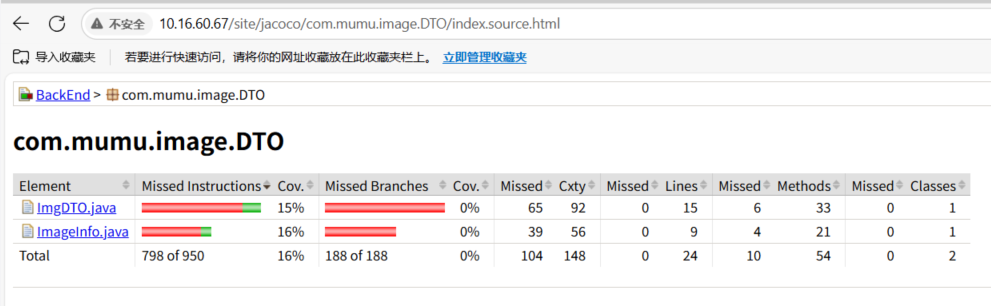 不安全 10.16.60.67/site/jacoco/com.mumu.image.DTO/index.source.html
导入收藏夹 若要进行快速访问，请将你的网址收藏放在此收藏夹栏上。 立即管理收藏夹
BackEnd > com.mumu.image.DTO
com.mumu.image.DTO
Element Missed Instructions Cov. Missed Branches Cov. Missed Cxty Missed Lines Missed Methods Missed Classes
ImgDTO.java 15% 0% 65 92 0 15 6 33 0 1
ImageInfo.java 16% 0% 39 56 0 9 4 21 0 1
Total 798 of 950 16% 188 of 188 0% 104 148 0 24 10 54 0 2